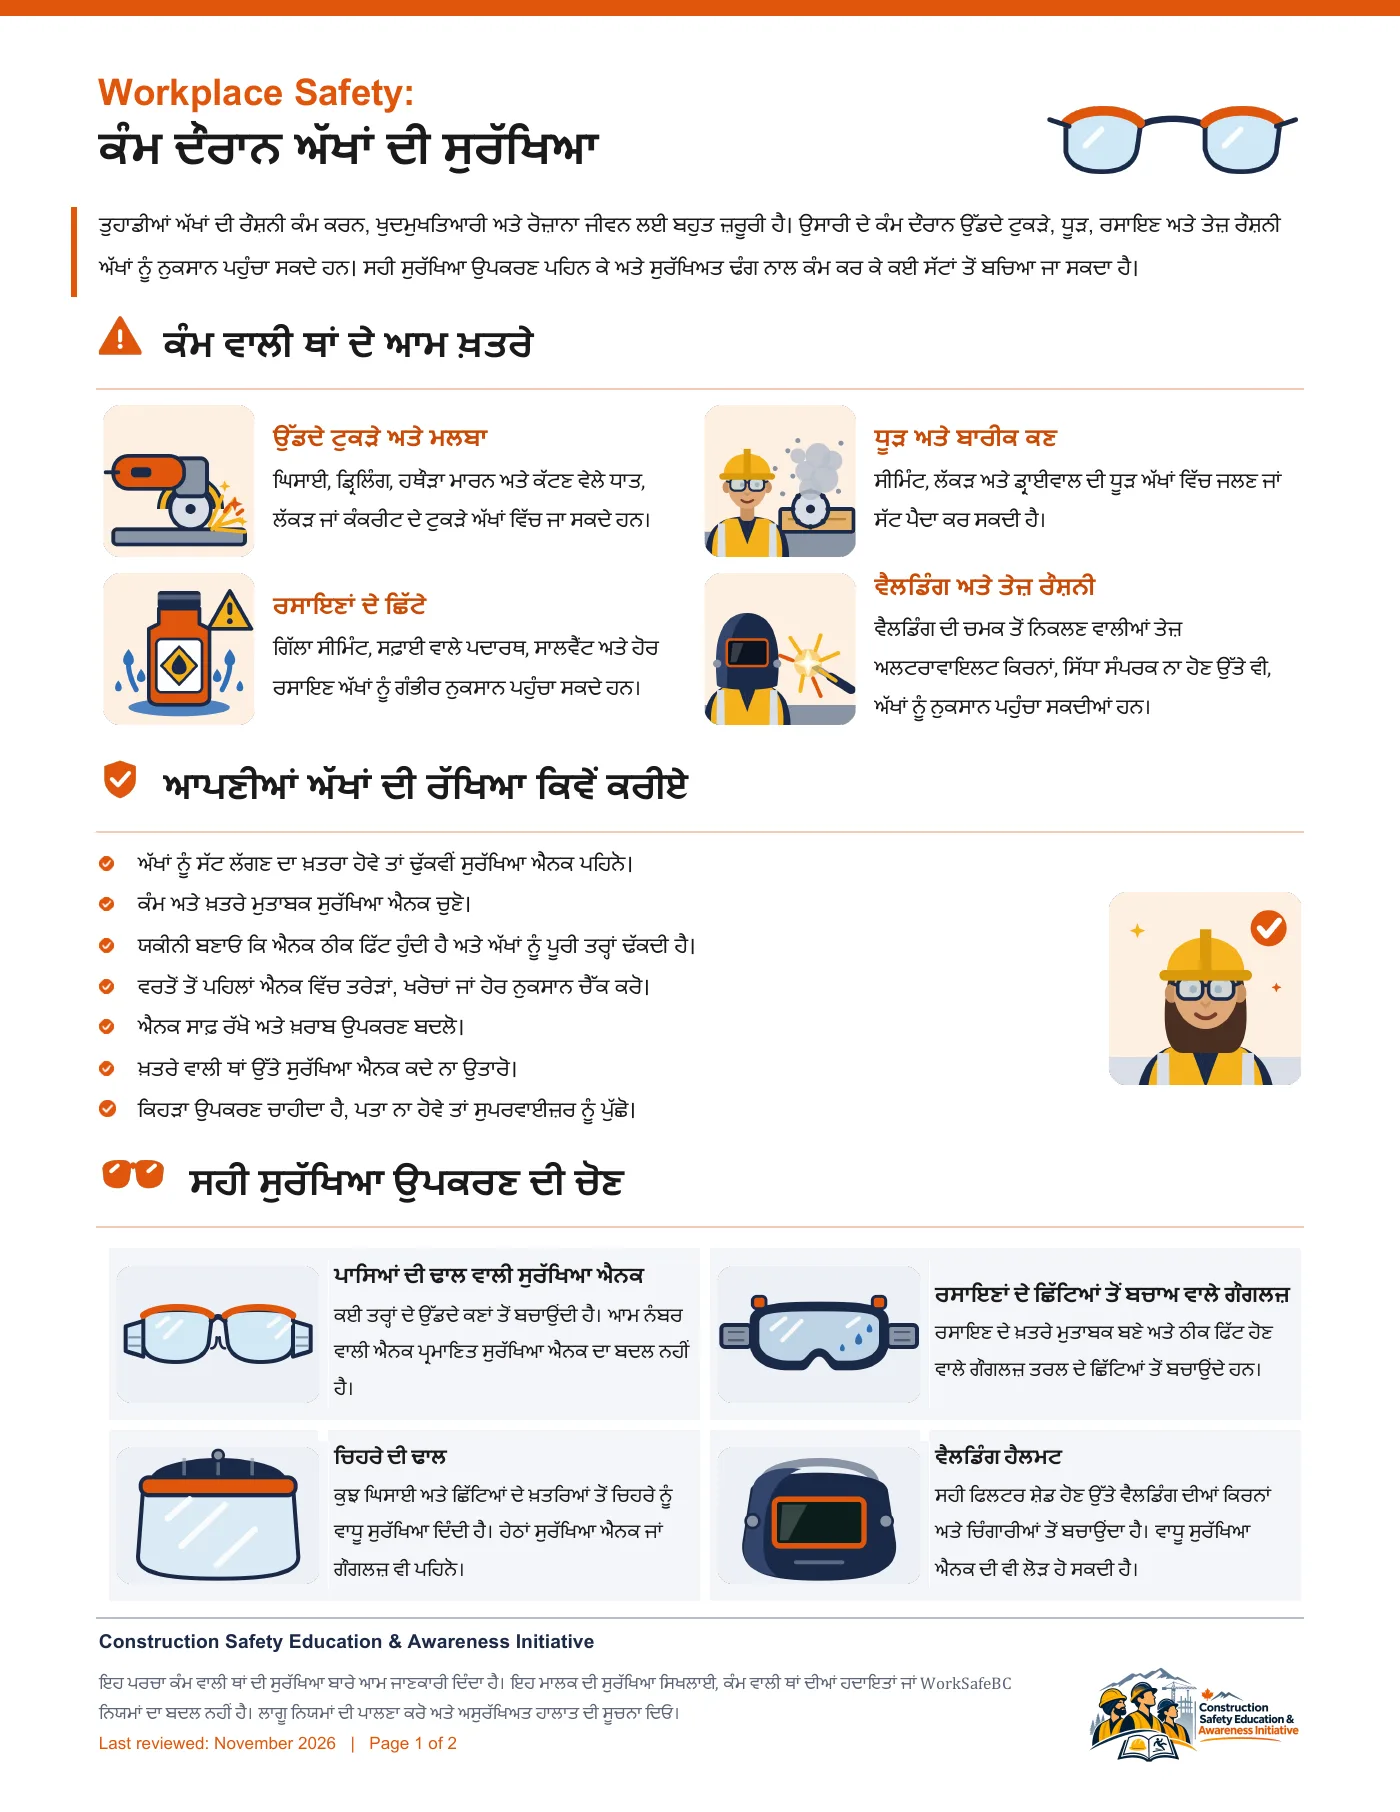 Workplace Safety:
ਕੰਮ ਦੌਰਾਨ ਅੱਖਾਂ ਦੀ ਸੁਰੱਖਿਆ
ਤੁਹਾਡੀਆਂ ਅੱਖਾਂ ਦੀ ਰੌਸ਼ਨੀ ਕੰਮ ਕਰਨ, ਖੁਦਮੁਖਤਿਆਰੀ ਅਤੇ ਰੋਜ਼ਾਨਾ ਜੀਵਨ ਲਈ ਬਹੁਤ ਜ਼ਰੂਰੀ ਹੈ। ਉਸਾਰੀ ਦੇ ਕੰਮ ਦੌਰਾਨ ਉੱਡਦੇ ਟੁਕੜੇ, ਧੂੜ, ਰਸਾਇਣ ਅਤੇ ਤੇਜ਼ ਰੌਸ਼ਨੀ
ਅੱਖਾਂ ਨੂੰ ਨੁਕਸਾਨ ਪਹੁੰਚਾ ਸਕਦੇ ਹਨ। ਸਹੀ ਸੁਰੱਖਿਆ ਉਪਕਰਣ ਪਹਿਨ ਕੇ ਅਤੇ ਸੁਰੱਖਿਅਤ ਢੰਗ ਨਾਲ ਕੰਮ ਕਰ ਕੇ ਕਈ ਸੱਟਾਂ ਤੋਂ ਬਚਿਆ ਜਾ ਸਕਦਾ ਹੈ।
ਕੰਮ ਵਾਲੀ ਥਾਂ ਦੇ ਆਮ ਖ਼ਤਰੇ
ਉੱਡਦੇ ਟੁਕੜੇ ਅਤੇ ਮਲਬਾ
ਘਿਸਾਈ, ਡ੍ਰਿਲਿੰਗ, ਹਥੌੜਾ ਮਾਰਨ ਅਤੇ ਕੱਟਣ ਵੇਲੇ ਧਾਤ,
ਲੱਕੜ ਜਾਂ ਕੰਕਰੀਟ ਦੇ ਟੁਕੜੇ ਅੱਖਾਂ ਵਿੱਚ ਜਾ ਸਕਦੇ ਹਨ।
ਧੂੜ ਅਤੇ ਬਾਰੀਕ ਕਣ
ਸੀਮਿੰਟ, ਲੱਕੜ ਅਤੇ ਡ੍ਰਾਈਵਾਲ ਦੀ ਧੂੜ ਅੱਖਾਂ ਵਿੱਚ ਜਲਣ ਜਾਂ
ਸੱਟ ਪੈਦਾ ਕਰ ਸਕਦੀ ਹੈ।
ਰਸਾਇਣਾਂ ਦੇ ਛਿੱਟੇ
ਗਿੱਲਾ ਸੀਮਿੰਟ, ਸਫ਼ਾਈ ਵਾਲੇ ਪਦਾਰਥ, ਸਾਲਵੈਂਟ ਅਤੇ ਹੋਰ
ਰਸਾਇਣ ਅੱਖਾਂ ਨੂੰ ਗੰਭੀਰ ਨੁਕਸਾਨ ਪਹੁੰਚਾ ਸਕਦੇ ਹਨ।
ਵੈਲਡਿੰਗ ਅਤੇ ਤੇਜ਼ ਰੌਸ਼ਨੀ
ਵੈਲਡਿੰਗ ਦੀ ਚਮਕ ਤੋਂ ਨਿਕਲਣ ਵਾਲੀਆਂ ਤੇਜ਼
ਅਲਟਰਾਵਾਇਲਟ ਕਿਰਨਾਂ, ਸਿੱਧਾ ਸੰਪਰਕ ਨਾ ਹੋਣ ਉੱਤੇ ਵੀ,
ਅੱਖਾਂ ਨੂੰ ਨੁਕਸਾਨ ਪਹੁੰਚਾ ਸਕਦੀਆਂ ਹਨ।
ਆਪਣੀਆਂ ਅੱਖਾਂ ਦੀ ਰੱਖਿਆ ਕਿਵੇਂ ਕਰੀਏ
ਅੱਖਾਂ ਨੂੰ ਸੱਟ ਲੱਗਣ ਦਾ ਖ਼ਤਰਾ ਹੋਵੇ ਤਾਂ ਢੁੱਕਵੀਂ ਸੁਰੱਖਿਆ ਐਨਕ ਪਹਿਨੋ।
ਕੰਮ ਅਤੇ ਖ਼ਤਰੇ ਮੁਤਾਬਕ ਸੁਰੱਖਿਆ ਐਨਕ ਚੁਣੋ।
ਯਕੀਨੀ ਬਣਾਓ ਕਿ ਐਨਕ ਠੀਕ ਫਿੱਟ ਹੁੰਦੀ ਹੈ ਅਤੇ ਅੱਖਾਂ ਨੂੰ ਪੂਰੀ ਤਰ੍ਹਾਂ ਢੱਕਦੀ ਹੈ।
ਵਰਤੋਂ ਤੋਂ ਪਹਿਲਾਂ ਐਨਕ ਵਿੱਚ ਤਰੇੜਾਂ, ਖਰੋਚਾਂ ਜਾਂ ਹੋਰ ਨੁਕਸਾਨ ਚੈੱਕ ਕਰੋ।
ਐਨਕ ਸਾਫ਼ ਰੱਖੋ ਅਤੇ ਖ਼ਰਾਬ ਉਪਕਰਣ ਬਦਲੋ।
ਖ਼ਤਰੇ ਵਾਲੀ ਥਾਂ ਉੱਤੇ ਸੁਰੱਖਿਆ ਐਨਕ ਕਦੇ ਨਾ ਉਤਾਰੋ।
ਕਿਹੜਾ ਉਪਕਰਣ ਚਾਹੀਦਾ ਹੈ, ਪਤਾ ਨਾ ਹੋਵੇ ਤਾਂ ਸੁਪਰਵਾਈਜ਼ਰ ਨੂੰ ਪੁੱਛੋ।
ਸਹੀ ਸੁਰੱਖਿਆ ਉਪਕਰਣ ਦੀ ਚੋਣ
ਪਾਸਿਆਂ ਦੀ ਢਾਲ ਵਾਲੀ ਸੁਰੱਖਿਆ ਐਨਕ
ਕਈ ਤਰ੍ਹਾਂ ਦੇ ਉੱਡਦੇ ਕਣਾਂ ਤੋਂ ਬਚਾਉਂਦੀ ਹੈ। ਆਮ ਨੰਬਰ
ਵਾਲੀ ਐਨਕ ਪ੍ਰਮਾਣਿਤ ਸੁਰੱਖਿਆ ਐਨਕ ਦਾ ਬਦਲ ਨਹੀਂ
ਹੈ।
ਰਸਾਇਣਾਂ ਦੇ ਛਿੱਟਿਆਂ ਤੋਂ ਬਚਾਅ ਵਾਲੇ ਗੌਗਲਜ਼
ਰਸਾਇਣ ਦੇ ਖ਼ਤਰੇ ਮੁਤਾਬਕ ਬਣੇ ਅਤੇ ਠੀਕ ਫਿੱਟ ਹੋਣ
ਵਾਲੇ ਗੌਗਲਜ਼ ਤਰਲ ਦੇ ਛਿੱਟਿਆਂ ਤੋਂ ਬਚਾਉਂਦੇ ਹਨ।
ਚਿਹਰੇ ਦੀ ਢਾਲ
ਕੁਝ ਘਿਸਾਈ ਅਤੇ ਛਿੱਟਿਆਂ ਦੇ ਖ਼ਤਰਿਆਂ ਤੋਂ ਚਿਹਰੇ ਨੂੰ
ਵਾਧੂ ਸੁਰੱਖਿਆ ਦਿੰਦੀ ਹੈ। ਹੇਠਾਂ ਸੁਰੱਖਿਆ ਐਨਕ ਜਾਂ
ਗੌਗਲਜ਼ ਵੀ ਪਹਿਨੋ।
ਵੈਲਡਿੰਗ ਹੈਲਮਟ
ਸਹੀ ਫਿਲਟਰ ਸ਼ੇਡ ਹੋਣ ਉੱਤੇ ਵੈਲਡਿੰਗ ਦੀਆਂ ਕਿਰਨਾਂ
ਅਤੇ ਚਿੰਗਾਰੀਆਂ ਤੋਂ ਬਚਾਉਂਦਾ ਹੈ। ਵਾਧੂ ਸੁਰੱਖਿਆ
ਐਨਕ ਦੀ ਵੀ ਲੋੜ ਹੋ ਸਕਦੀ ਹੈ।
Construction Safety Education & Awareness Initiative
ਇਹ ਪਰਚਾ ਕੰਮ ਵਾਲੀ ਥਾਂ ਦੀ ਸੁਰੱਖਿਆ ਬਾਰੇ ਆਮ ਜਾਣਕਾਰੀ ਦਿੰਦਾ ਹੈ। ਇਹ ਮਾਲਕ ਦੀ ਸੁਰੱਖਿਆ ਸਿਖਲਾਈ, ਕੰਮ ਵਾਲੀ ਥਾਂ ਦੀਆਂ ਹਦਾਇਤਾਂ ਜਾਂ WorkSafeBC
ਨਿਯਮਾਂ ਦਾ ਬਦਲ ਨਹੀਂ ਹੈ। ਲਾਗੂ ਨਿਯਮਾਂ ਦੀ ਪਾਲਣਾ ਕਰੋ ਅਤੇ ਅਸੁਰੱਖਿਅਤ ਹਾਲਾਤ ਦੀ ਸੂਚਨਾ ਦਿਓ।
Last reviewed: November 2026 | Page 1 of 2
Construction
Safety Education &
Awareness Initiative